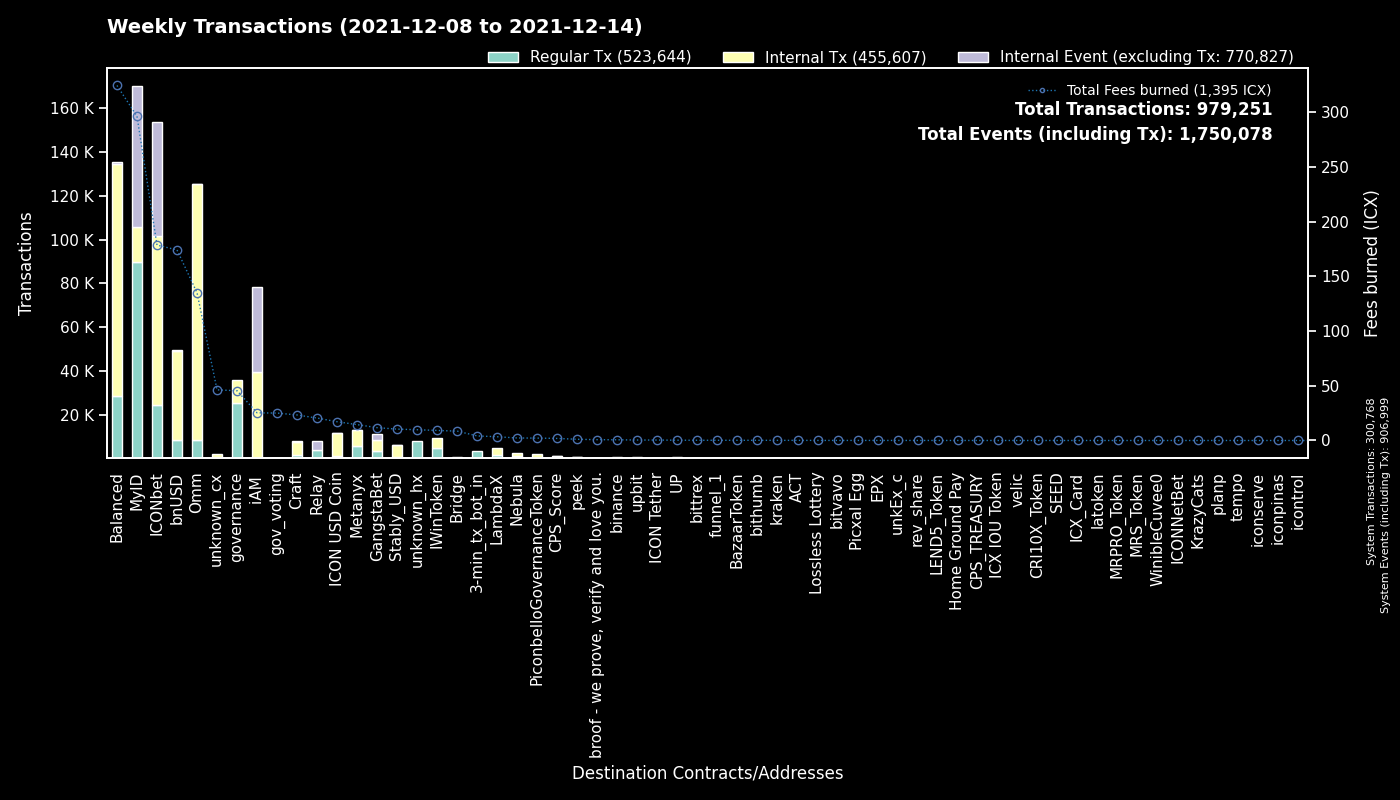 Weekly Transactions (2021-12-08 to 2021-12-14)
Regular Tx (523,644)
Internal Tx (455,607)
Internal Event (excluding Tx: 770,827)
Total Fees burned (1,395 ICX)
Total Transactions: 979,251
Total Events (including Tx): 1,750,078
Transactions
160 K
140 K
120 K
100 K
80 K
60 K
40 K
20 K
300
250
200
150
100
50
0
Fees burned (ICX)
System Transactions: 300,768
System Events (including Tx): 906,999
Balanced
MyID
ICONbet
bnUSD
Omm
unknown_cx
governance
iAM
gov_voting
Craft
Relay
ICON USD Coin
Metanyx
GangstaBet
Stably_USD
unknown_hx
IWinToken
Bridge
3-min_tx_bot_in
LambdaX
Nebula
PiconbelloGovernanceToken
CPS_Score
peek
broof - we prove, verify and love you.
binance
upbit
ICON Tether
UP
bittrex
funnel_1
BazaarToken
bithumb
kraken
ACT
Lossless Lottery
bitvavo
Picxal Egg
EPX
unkEx_c
rev_share
LEND5_Token
Home Ground Pay
CPS_TREASURY
ICX IOU Token
velic
CRI10X_Token
SEED
ICX_Card
latoken
MRPRO_Token
MRS_Token
WinibleCuvee0
ICONNetBet
KrazyCats
planp
tempo
iconserve
iconpinas
icontrol
Destination Contracts/Addresses